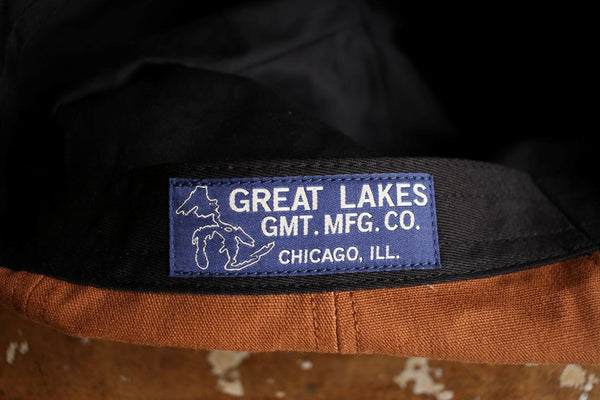 GREAT LAKES
GMT. MFG. CO.
CHICAGO, ILL.